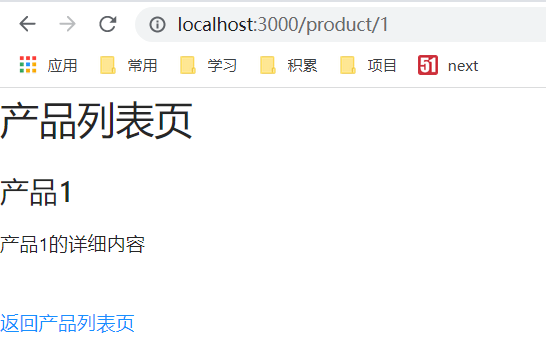 localhost:3000/product/1
应用 常用 学习 积累 项目 51 next
产品列表页
产品1
产品1的详细内容
返回产品列表页